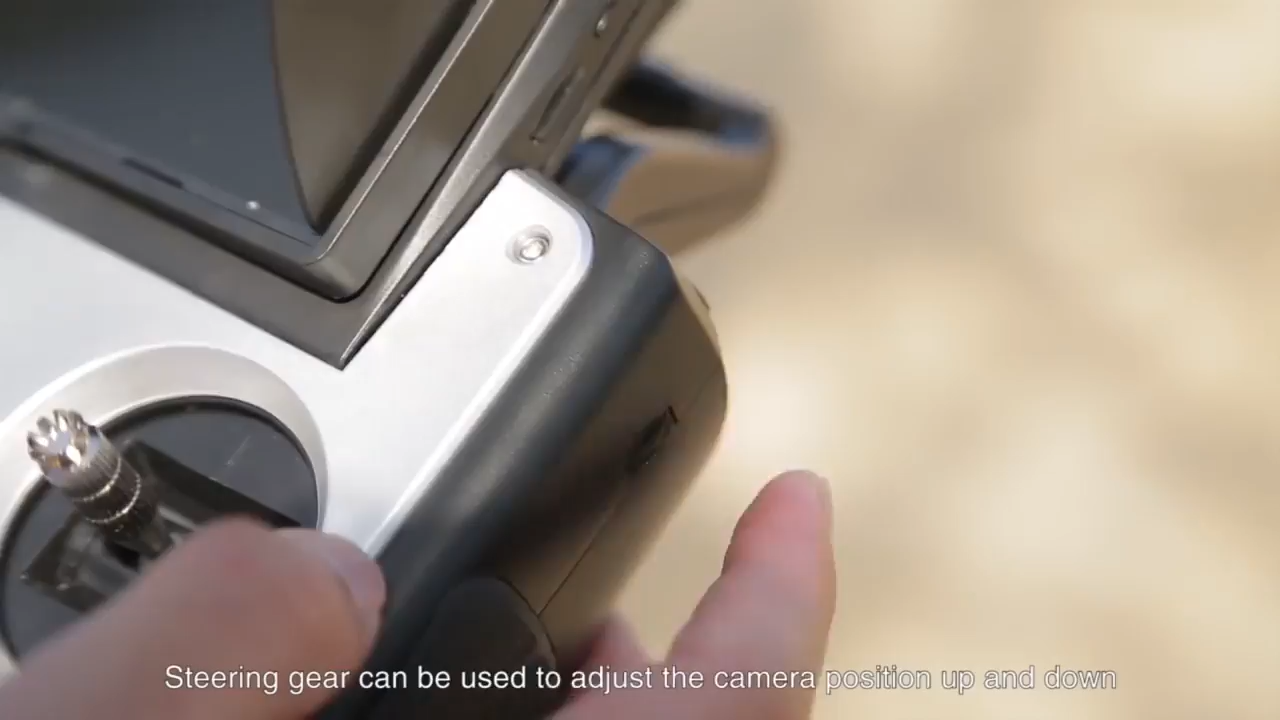 Steering gear can be used to adjust the camera position up and down